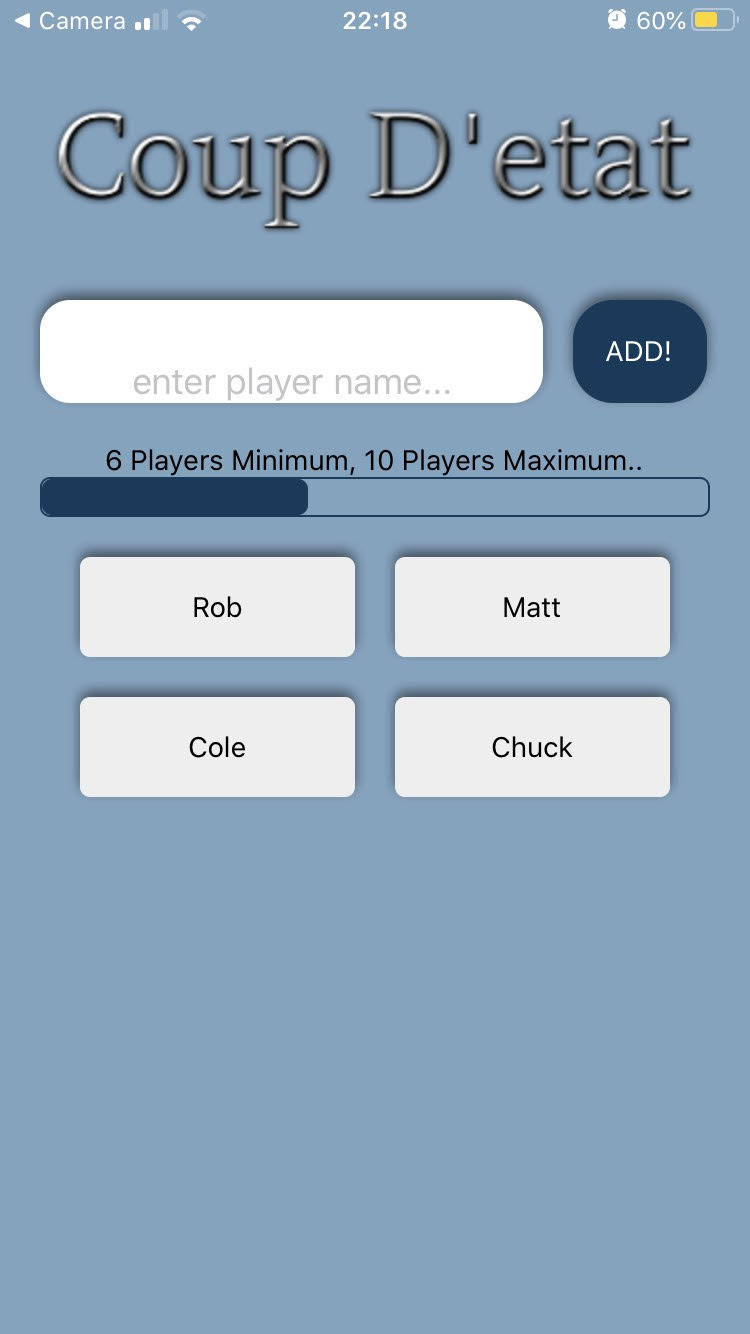 Camera 22:18 60%
Coup D'etat
enter player name...
ADD!
6 Players Minimum, 10 Players Maximum..
Rob Matt
Cole Chuck